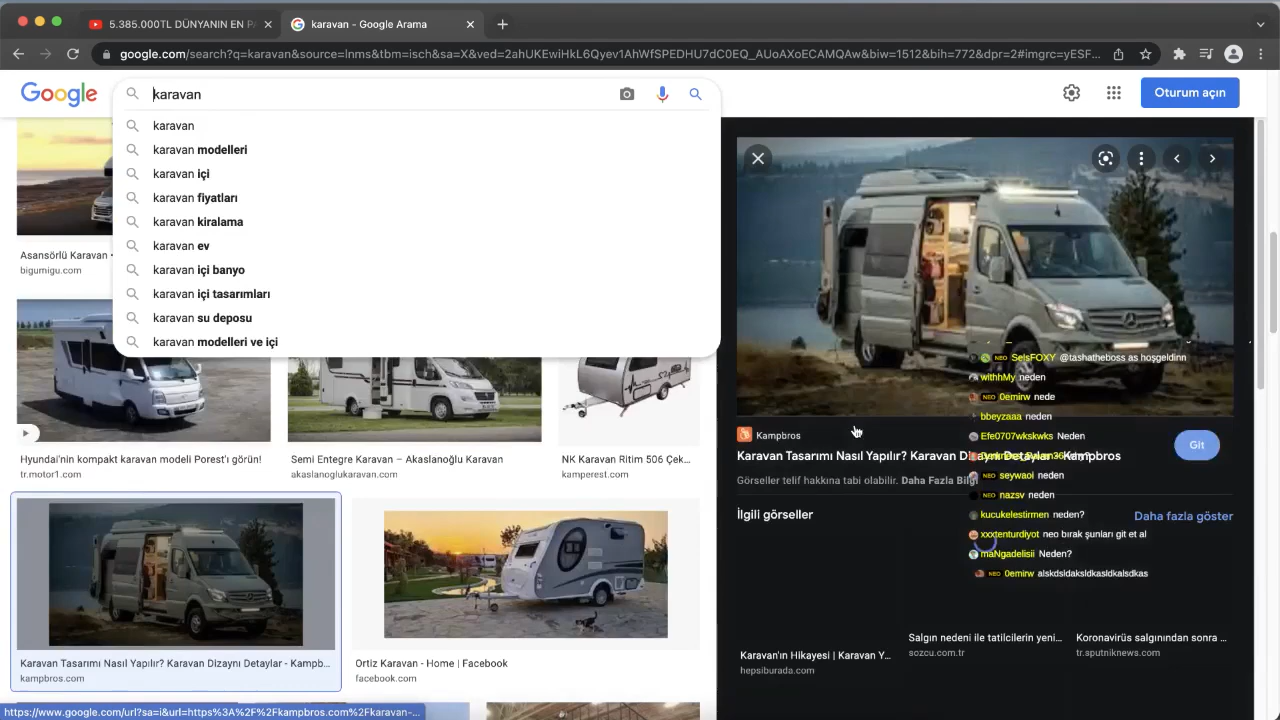 5.385.000TL DÜNYANIN EN P
karavan - Google Arama
google.com/search?q=karavan&source=lnms&tbm=isch&sa=X&ved=2ahUKEwiHkL6Qyev1AhWfSPEDHU7dC0EQ_AUoAXoECAMQAw&biw=1512&bih=772&dpr=2#imgrc=yESF...
Google
karavan
Oturum açın
karavan
karavan modelleri
karavan içi
karavan fiyatları
karavan kiralama
karavan ev
karavan içi banyo
karavan içi tasarımları
karavan su deposu
karavan modelleri ve içi
Asansörlü Karavan •
bigumigu.com
Hyundai'nin kompakt karavan modeli Porest'ı görün!
tr.motor1.com
Semi Entegre Karavan – Akaslanoğlu Karavan
akaslanoglukaravan.com
NK Karavan Ritim 506 Çek...
kamperest.com
Karavan Tasarımı Nasıl Yapılır? Karavan Dizaynı Detaylar - Kampb...
kampbros.com
Ortiz Karavan - Home | Facebook
facebook.com
NEO SelsFOXY @tashatheboss as hoşgeldinn
withhMy neden
NEO 0emirw nede
bbeyzaaa neden
Efe0707wkskwks Neden
NEO seywaoi neden
NEO nazsv neden
kucukelestirmen neden?
xxxtenturdiyot neo bırak şunları git et al
maNgadelisii Neden?
NEO 0emirw alskdsldaksldkasldkalsdkas
Kampbros
Git
Karavan Tasarımı Nasıl Yapılır? Karavan Dizaynı Detayları - Kampbros
Görseller telif hakkına tabi olabilir. Daha Fazla Bilgi
İlgili görseller
Daha fazla göster
Karavan'ın Hikayesi | Karavan Y...
hepsiburada.com
Salgın nedeni ile tatilcilerin yeni...
sozcu.com.tr
Koronavirüs salgınından sonra ...
tr.sputniknews.com
https://www.google.com/url?sa=i&url=https%3A%2F%2Fkampbros.com%2Fkaravan-...